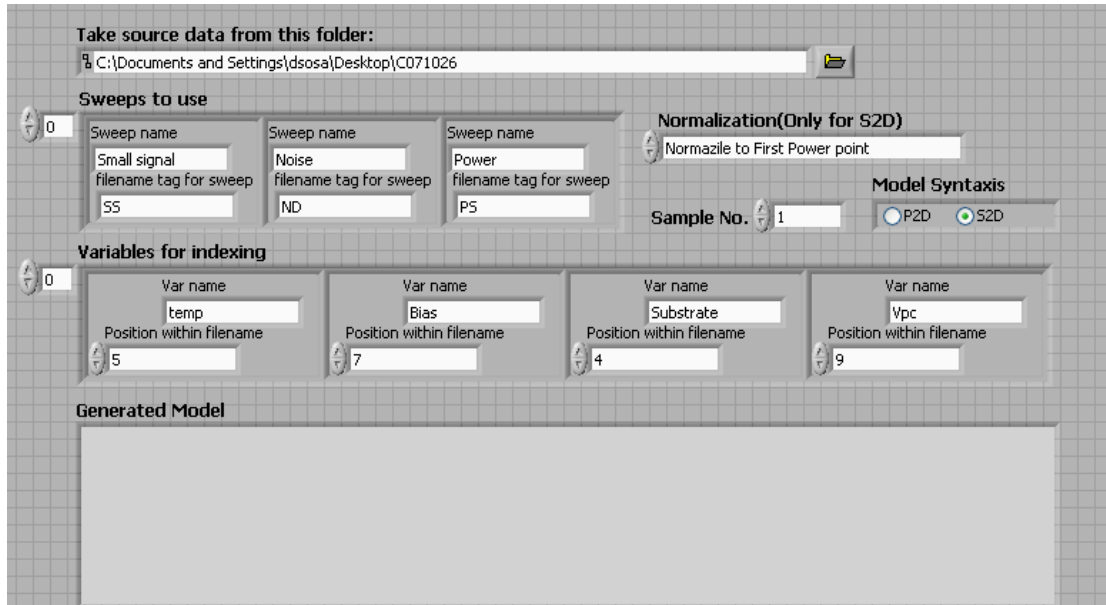 Take source data from this folder:
C:\Documents and Settings\dsosa\Desktop\C071026
Sweeps to use
0
Sweep name Sweep name Sweep name
Small signal Noise Power
filename tag for sweep filename tag for sweep filename tag for sweep
SS ND PS
Normalization(Only for S2D)
Normazile to First Power point
Model Syntaxis
Sample No. 1 P2D S2D
Variables for indexing
0
Var name Var name Var name Var name
temp Bias Substrate Vpc
Position within filename Position within filename Position within filename Position within filename
5 7 4 9
Generated Model